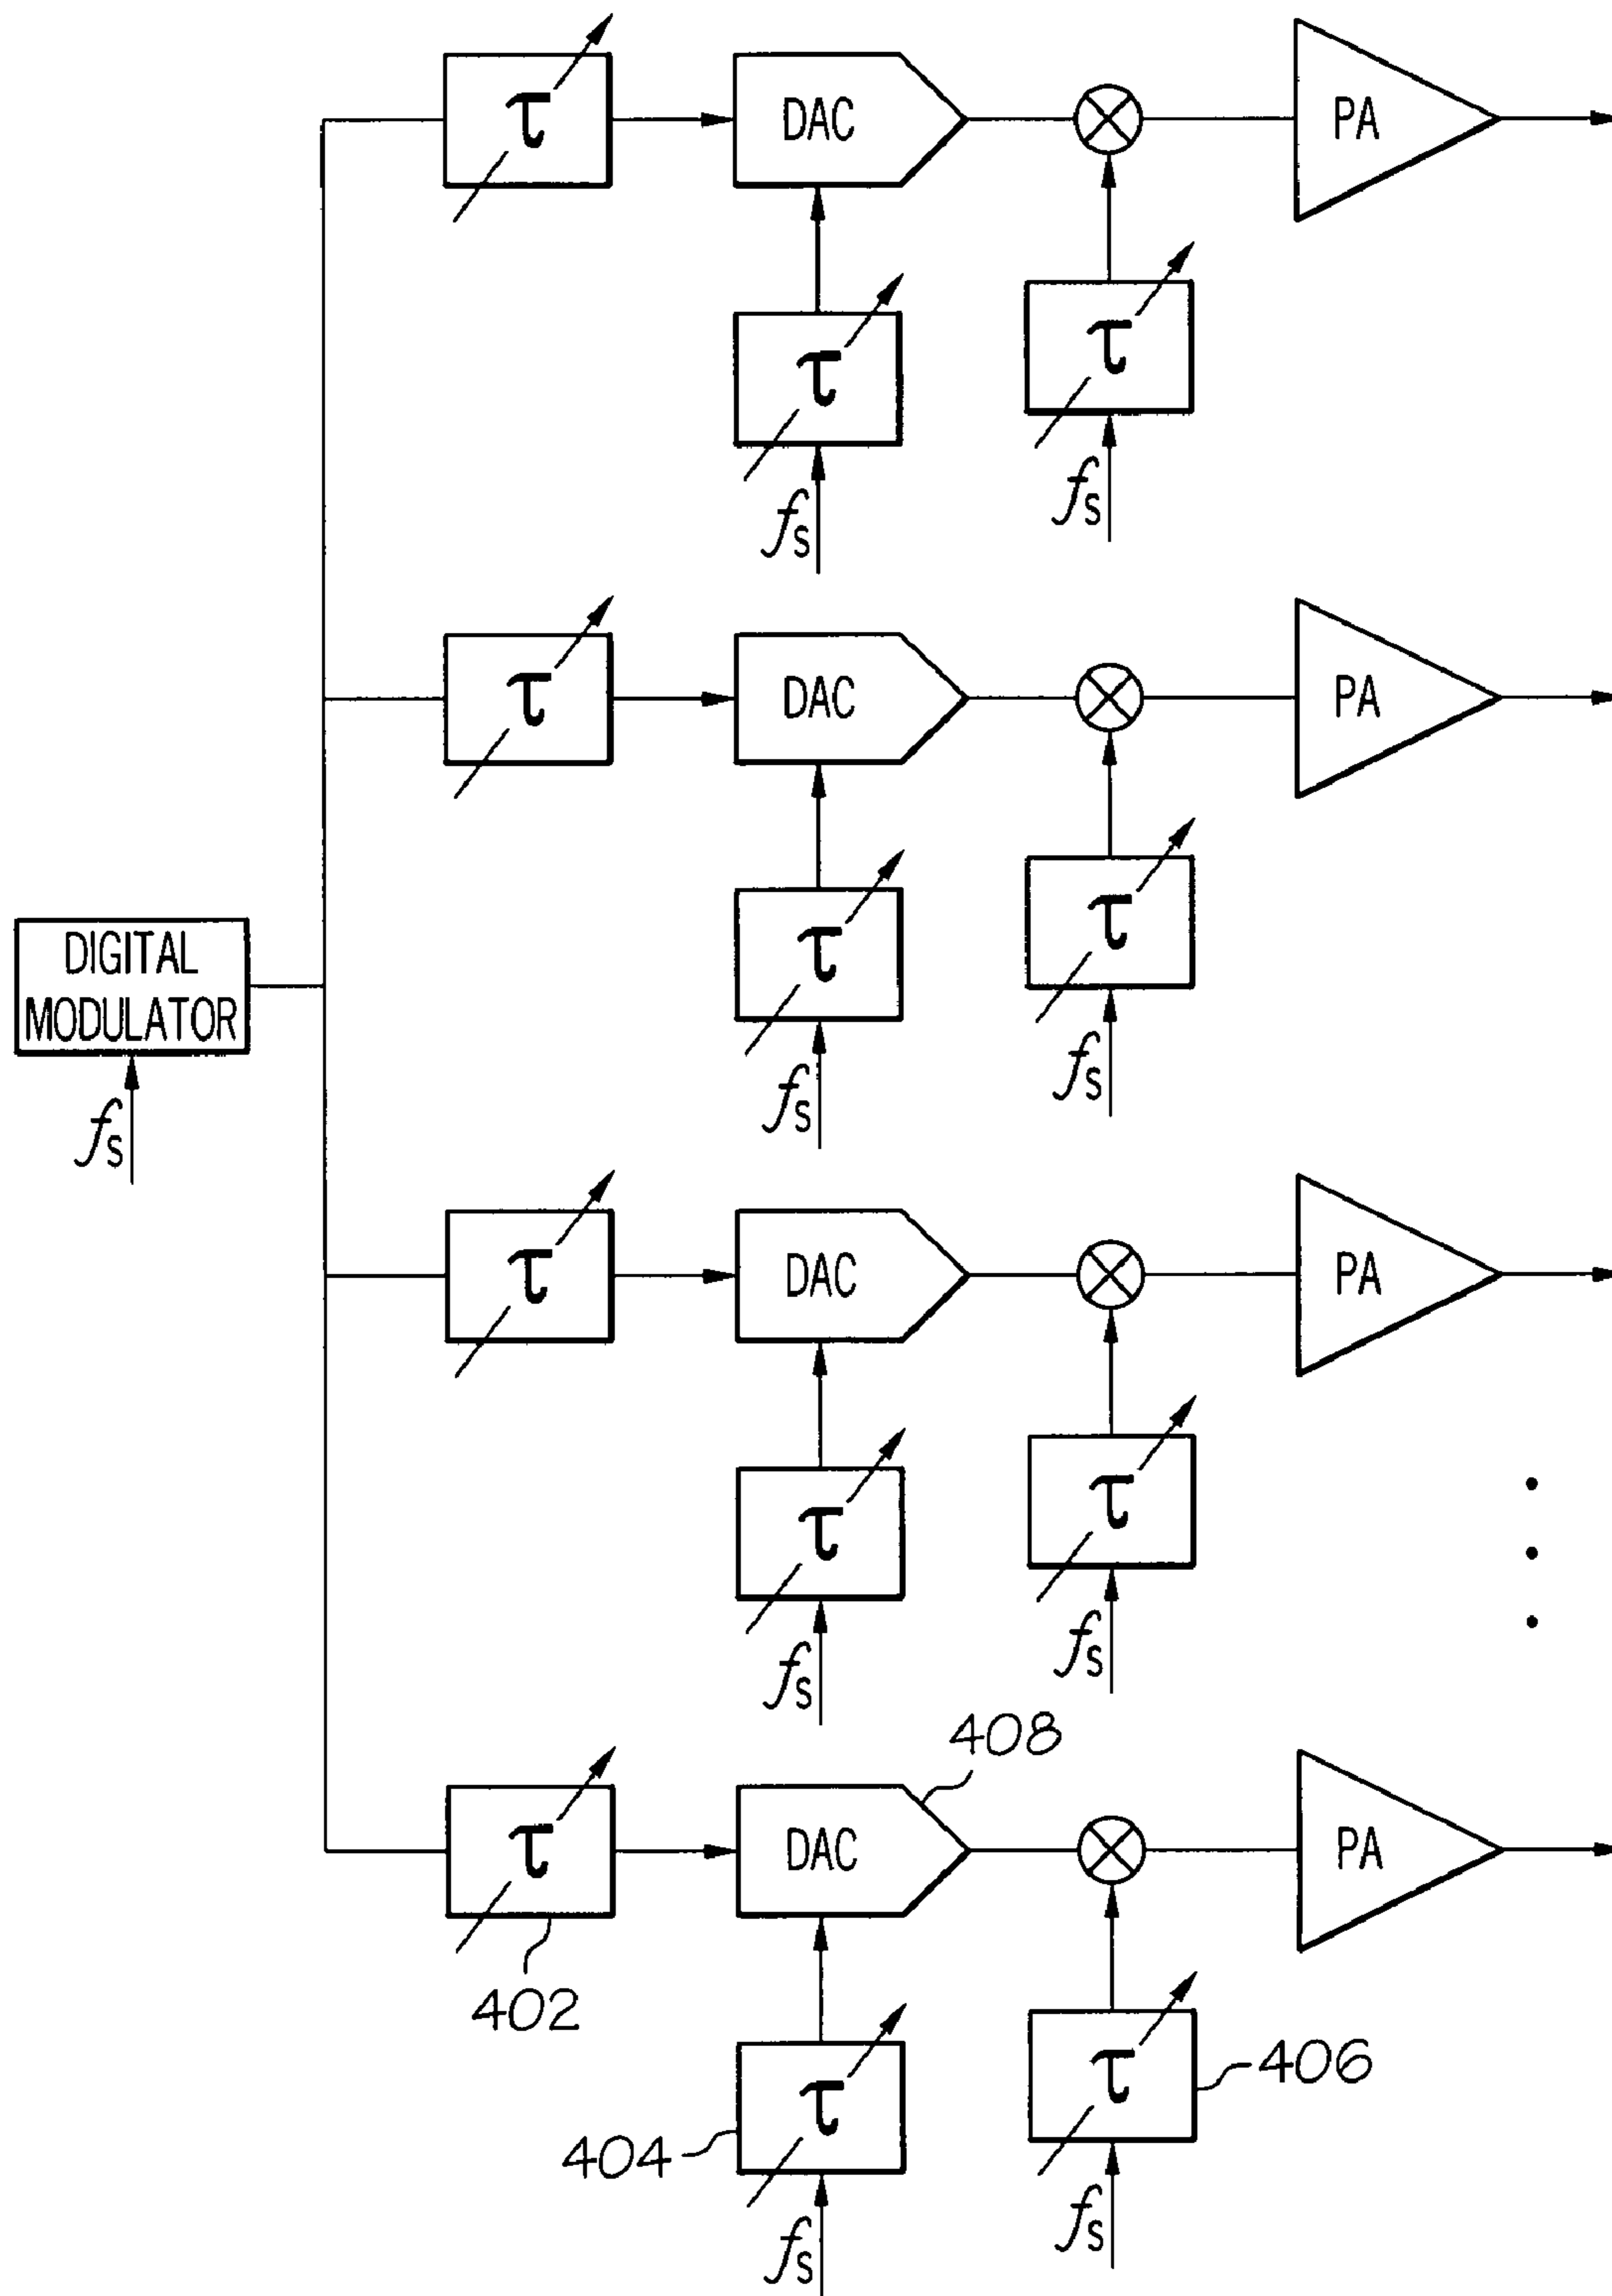 τ DAC PA
τ τ
fs fs
τ DAC PA
τ τ
DIGITAL
MODULATOR
fs fs
fs
τ DAC PA
τ τ
fs fs
408
τ DAC PA
402
τ τ 406
404
fs fs